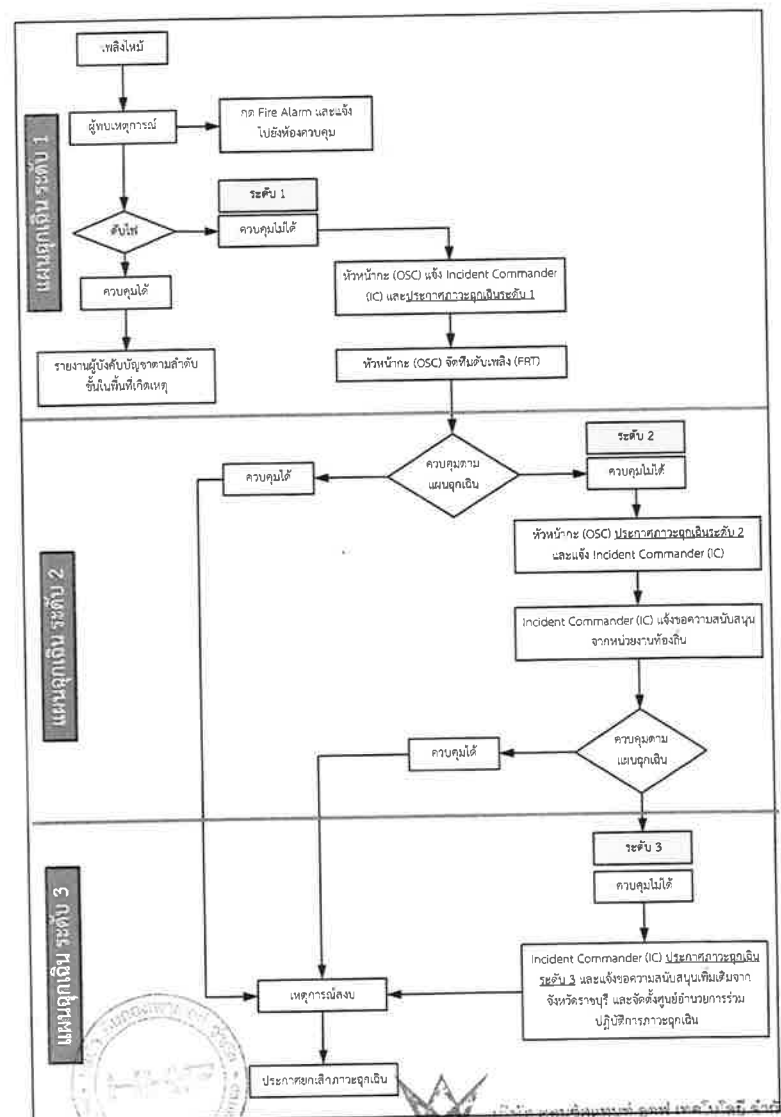 แผนฉุกเฉิน ระดับ 1
เพลิงไหม้
ผู้พบเหตุการณ์
กด Fire Alarm และแจ้ง
ไปยังห้องควบคุม
ดับไฟ
ระดับ 1
ควบคุมไม่ได้
ควบคุมได้
หัวหน้ากะ (OSC) แจ้ง Incident Commander
(IC) และประกาศภาวะฉุกเฉินระดับ 1
รายงานผู้บังคับบัญชาตามลำดับ
ชั้นในพื้นที่เกิดเหตุ
หัวหน้ากะ (OSC) จัดทีมดับเพลิง (FRT)
แผนฉุกเฉิน ระดับ 2
ควบคุมตาม
แผนฉุกเฉิน
ควบคุมได้
ระดับ 2
ควบคุมไม่ได้
หัวหน้ากะ (OSC) ประกาศภาวะฉุกเฉินระดับ 2
และแจ้ง Incident Commander (IC)
Incident Commander (IC) แจ้งขอความสนับสนุน
จากหน่วยงานท้องถิ่น
ควบคุมตาม
แผนฉุกเฉิน
ควบคุมได้
แผนฉุกเฉิน ระดับ 3
ระดับ 3
ควบคุมไม่ได้
Incident Commander (IC) ประกาศภาวะฉุกเฉิน
ระดับ 3 และแจ้งขอความสนับสนุนเพิ่มเติมจาก
จังหวัดราชบุรี และจัดตั้งศูนย์อำนวยการร่วม
ปฏิบัติการภาวะฉุกเฉิน
เหตุการณ์สงบ
ประกาศยกเลิกภาวะฉุกเฉิน